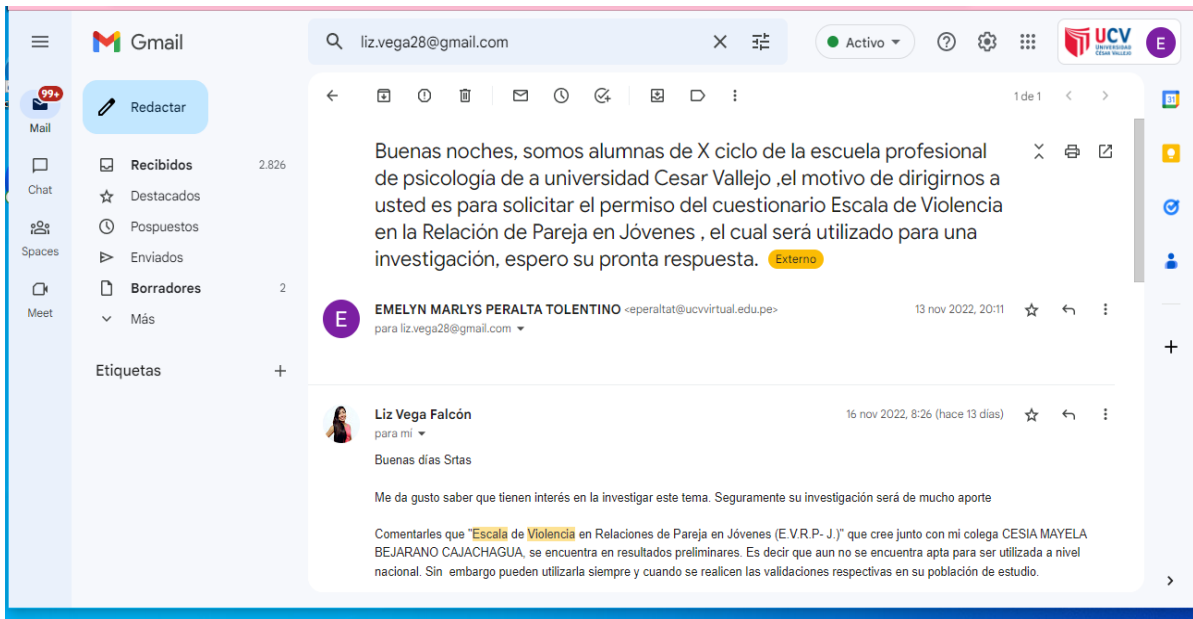 Gmail
liz.vega28@gmail.com
Activo
UCV
UNIVERSIDAD
CÉSAR VALLEJO
E
99+
Mail
Chat
Spaces
Meet
Redactar
Recibidos 2.826
Destacados
Pospuestos
Enviados
Borradores 2
Más
Etiquetas
1 de 1
31
Buenas noches, somos alumnas de X ciclo de la escuela profesional
de psicología de a universidad Cesar Vallejo ,el motivo de dirigirnos a
usted es para solicitar el permiso del cuestionario Escala de Violencia
en la Relación de Pareja en Jóvenes , el cual será utilizado para una
investigación, espero su pronta respuesta. Externo
E
EMELYN MARLYS PERALTA TOLENTINO <eperaltat@ucvvirtual.edu.pe> 13 nov 2022, 20:11
para liz.vega28@gmail.com
Liz Vega Falcón 16 nov 2022, 8:26 (hace 13 días)
para mí
Buenas días Srtas
Me da gusto saber que tienen interés en la investigar este tema. Seguramente su investigación será de mucho aporte
Comentarles que "Escala de Violencia en Relaciones de Pareja en Jóvenes (E.V.R.P- J.)" que cree junto con mi colega CESIA MAYELA
BEJARANO CAJACHAGUA, se encuentra en resultados preliminares. Es decir que aun no se encuentra apta para ser utilizada a nivel
nacional. Sin embargo pueden utilizarla siempre y cuando se realicen las validaciones respectivas en su población de estudio.